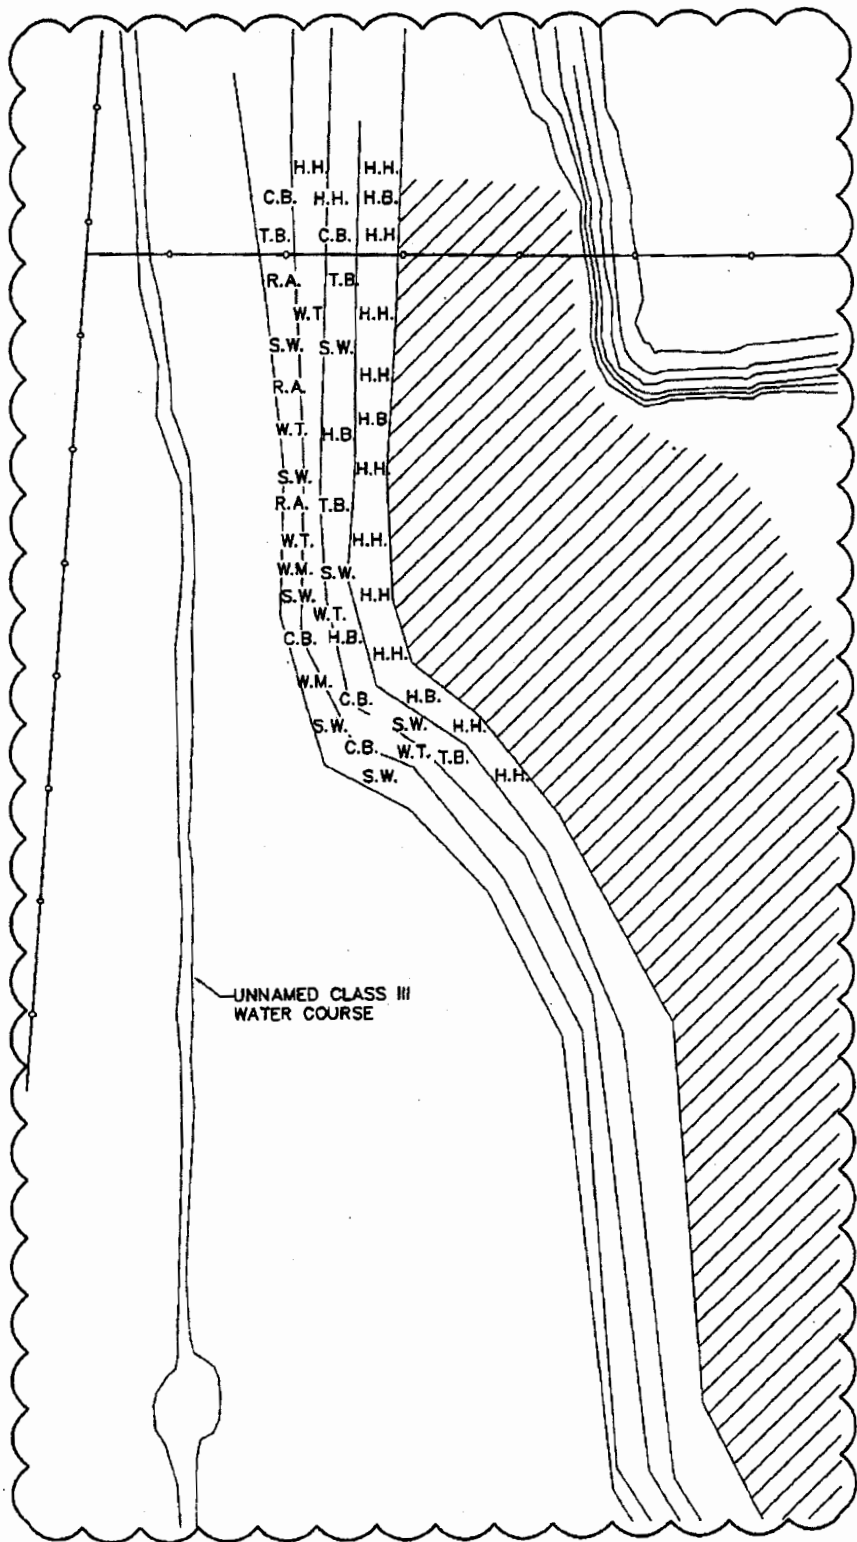 H.H. H.H.
C.B. H.H. H.B.
T.B. C.B. H.H
R.A. T.B.
W.T H.H.
S.W. S.W.
H.H.
R.A.
H.B.
W.T. H.B.
H.H.
S.W.
R.A. T.B.
W.T. H.H.
W.M. S.W.
S.W. H.H.
W.T.
C.B. H.B.
H.H.
W.M.
C.B. H.B.
S.W. S.W. H.H.
C.B. W.T. T.B.
S.W. H.H.
UNNAMED CLASS III
WATER COURSE